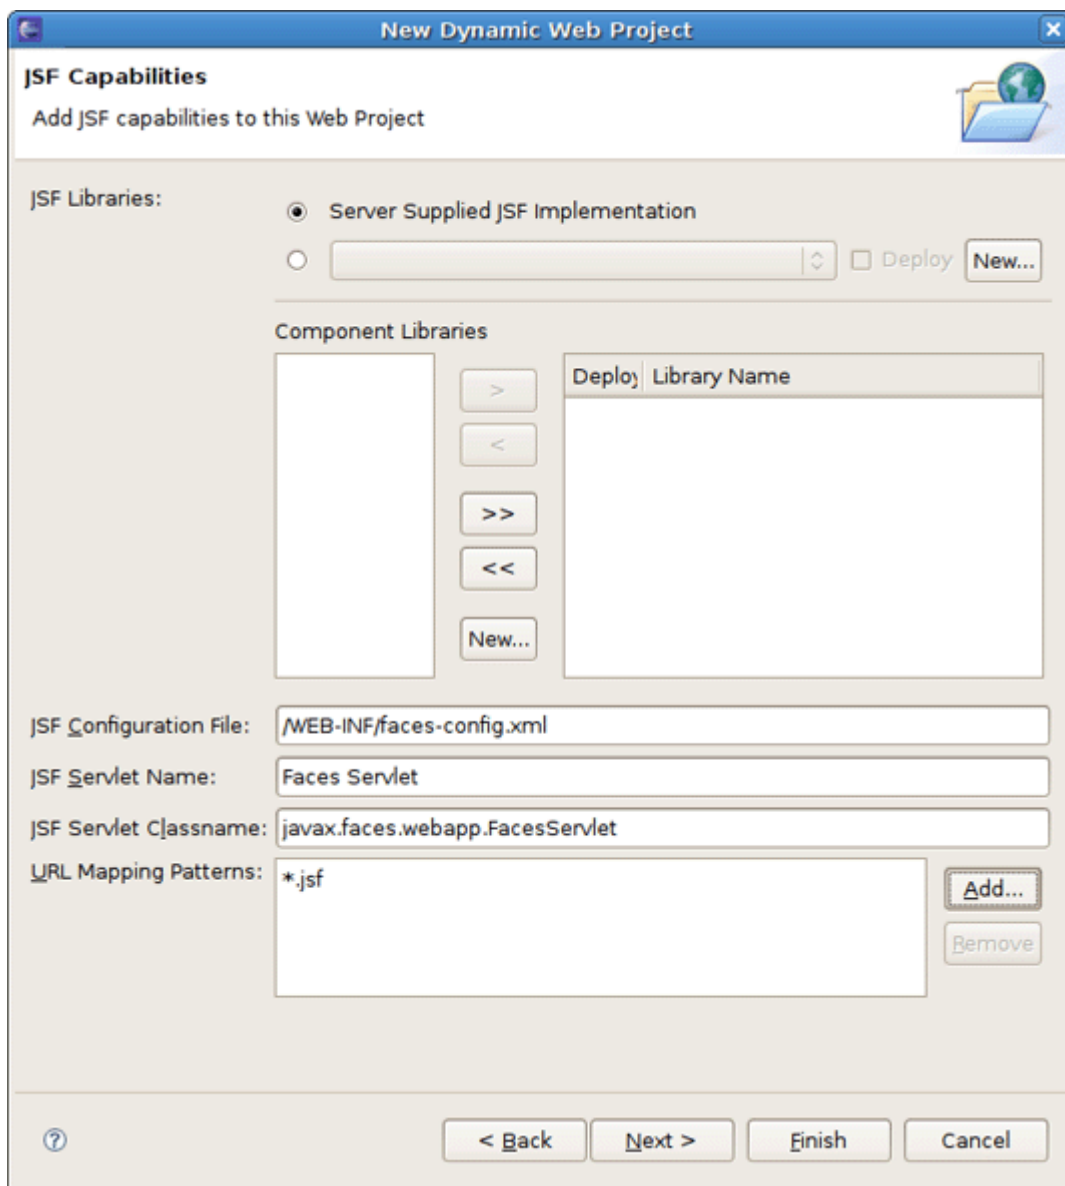 New Dynamic Web Project
JSF Capabilities
Add JSF capabilities to this Web Project
JSF Libraries:
Server Supplied JSF Implementation
Deploy New...
Component Libraries
> Deploy Library Name
<
>>
<<
New...
JSF Configuration File: /WEB-INF/faces-config.xml
JSF Servlet Name: Faces Servlet
JSF Servlet Classname: javax.faces.webapp.FacesServlet
URL Mapping Patterns: *.jsf Add...
Remove
? < Back Next > Finish Cancel